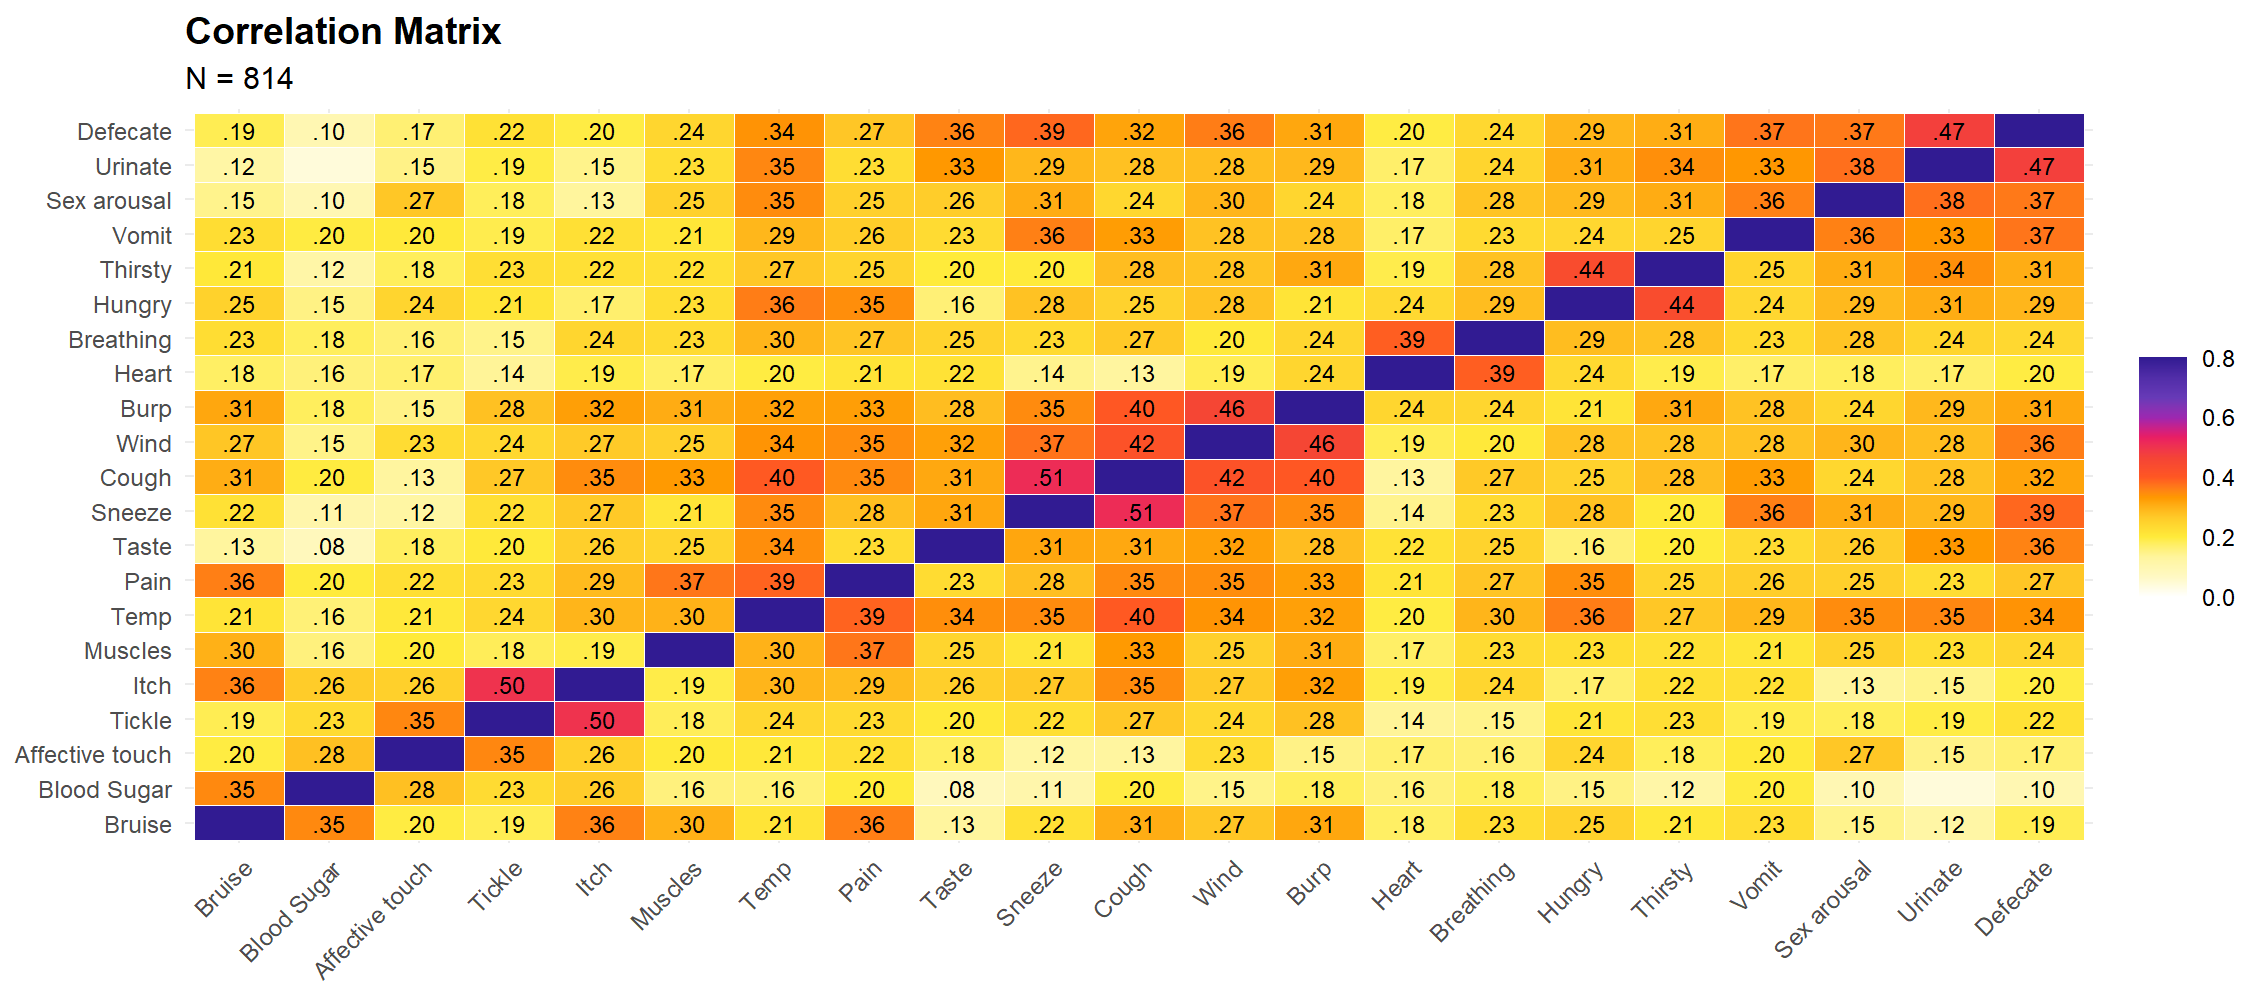 Correlation Matrix
N = 814
Defecate .19 .10 .17 .22 .20 .24 .34 .27 .36 .39 .32 .36 .31 .20 .24 .29 .31 .37 .37 .47
Urinate .12 .15 .19 .15 .23 .35 .23 .33 .29 .28 .28 .29 .17 .24 .31 .34 .33 .38 .47
Sex arousal .15 .10 .27 .18 .13 .25 .35 .25 .26 .31 .24 .30 .24 .18 .28 .29 .31 .36 .38 .37
Vomit .23 .20 .20 .19 .22 .21 .29 .26 .23 .36 .33 .28 .28 .17 .23 .24 .25 .36 .33 .37
Thirsty .21 .12 .18 .23 .22 .22 .27 .25 .20 .20 .28 .28 .31 .19 .28 .44 .25 .31 .34 .31
Hungry .25 .15 .24 .21 .17 .23 .36 .35 .16 .28 .25 .28 .21 .24 .29 .44 .24 .29 .31 .29
Breathing .23 .18 .16 .15 .24 .23 .30 .27 .25 .23 .27 .20 .24 .39 .29 .28 .23 .28 .24 .24
Heart .18 .16 .17 .14 .19 .17 .20 .21 .22 .14 .13 .19 .24 .39 .24 .19 .17 .18 .17 .20
Burp .31 .18 .15 .28 .32 .31 .32 .33 .28 .35 .40 .46 .24 .24 .21 .31 .28 .24 .29 .31
Wind .27 .15 .23 .24 .27 .25 .34 .35 .32 .37 .42 .46 .19 .20 .28 .28 .28 .30 .28 .36
Cough .31 .20 .13 .27 .35 .33 .40 .35 .31 .51 .42 .40 .13 .27 .25 .28 .33 .24 .28 .32
Sneeze .22 .11 .12 .22 .27 .21 .35 .28 .31 .51 .37 .35 .14 .23 .28 .20 .36 .31 .29 .39
Taste .13 .08 .18 .20 .26 .25 .34 .23 .31 .31 .32 .28 .22 .25 .16 .20 .23 .26 .33 .36
Pain .36 .20 .22 .23 .29 .37 .39 .23 .28 .35 .35 .33 .21 .27 .35 .25 .26 .25 .23 .27
Temp .21 .16 .21 .24 .30 .30 .39 .34 .35 .40 .34 .32 .20 .30 .36 .27 .29 .35 .35 .34
Muscles .30 .16 .20 .18 .19 .30 .37 .25 .21 .33 .25 .31 .17 .23 .23 .22 .21 .25 .23 .24
Itch .36 .26 .26 .50 .19 .30 .29 .26 .27 .35 .27 .32 .19 .24 .17 .22 .22 .13 .15 .20
Tickle .19 .23 .35 .50 .18 .24 .23 .20 .22 .27 .24 .28 .14 .15 .21 .23 .19 .18 .19 .22
Affective touch .20 .28 .35 .26 .20 .21 .22 .18 .12 .13 .23 .15 .17 .16 .24 .18 .20 .27 .15 .17
Blood Sugar .35 .28 .23 .26 .16 .16 .20 .08 .11 .20 .15 .18 .16 .18 .15 .12 .20 .10 .10
Bruise .35 .20 .19 .36 .30 .21 .36 .13 .22 .31 .27 .31 .18 .23 .25 .21 .23 .15 .12 .19
Bruise Blood Sugar Affective touch Tickle Itch Muscles Temp Pain Taste Sneeze Cough Wind Burp Heart Breathing Hungry Thirsty Vomit Sex arousal Urinate Defecate
0.8
0.6
0.4
0.2
0.0